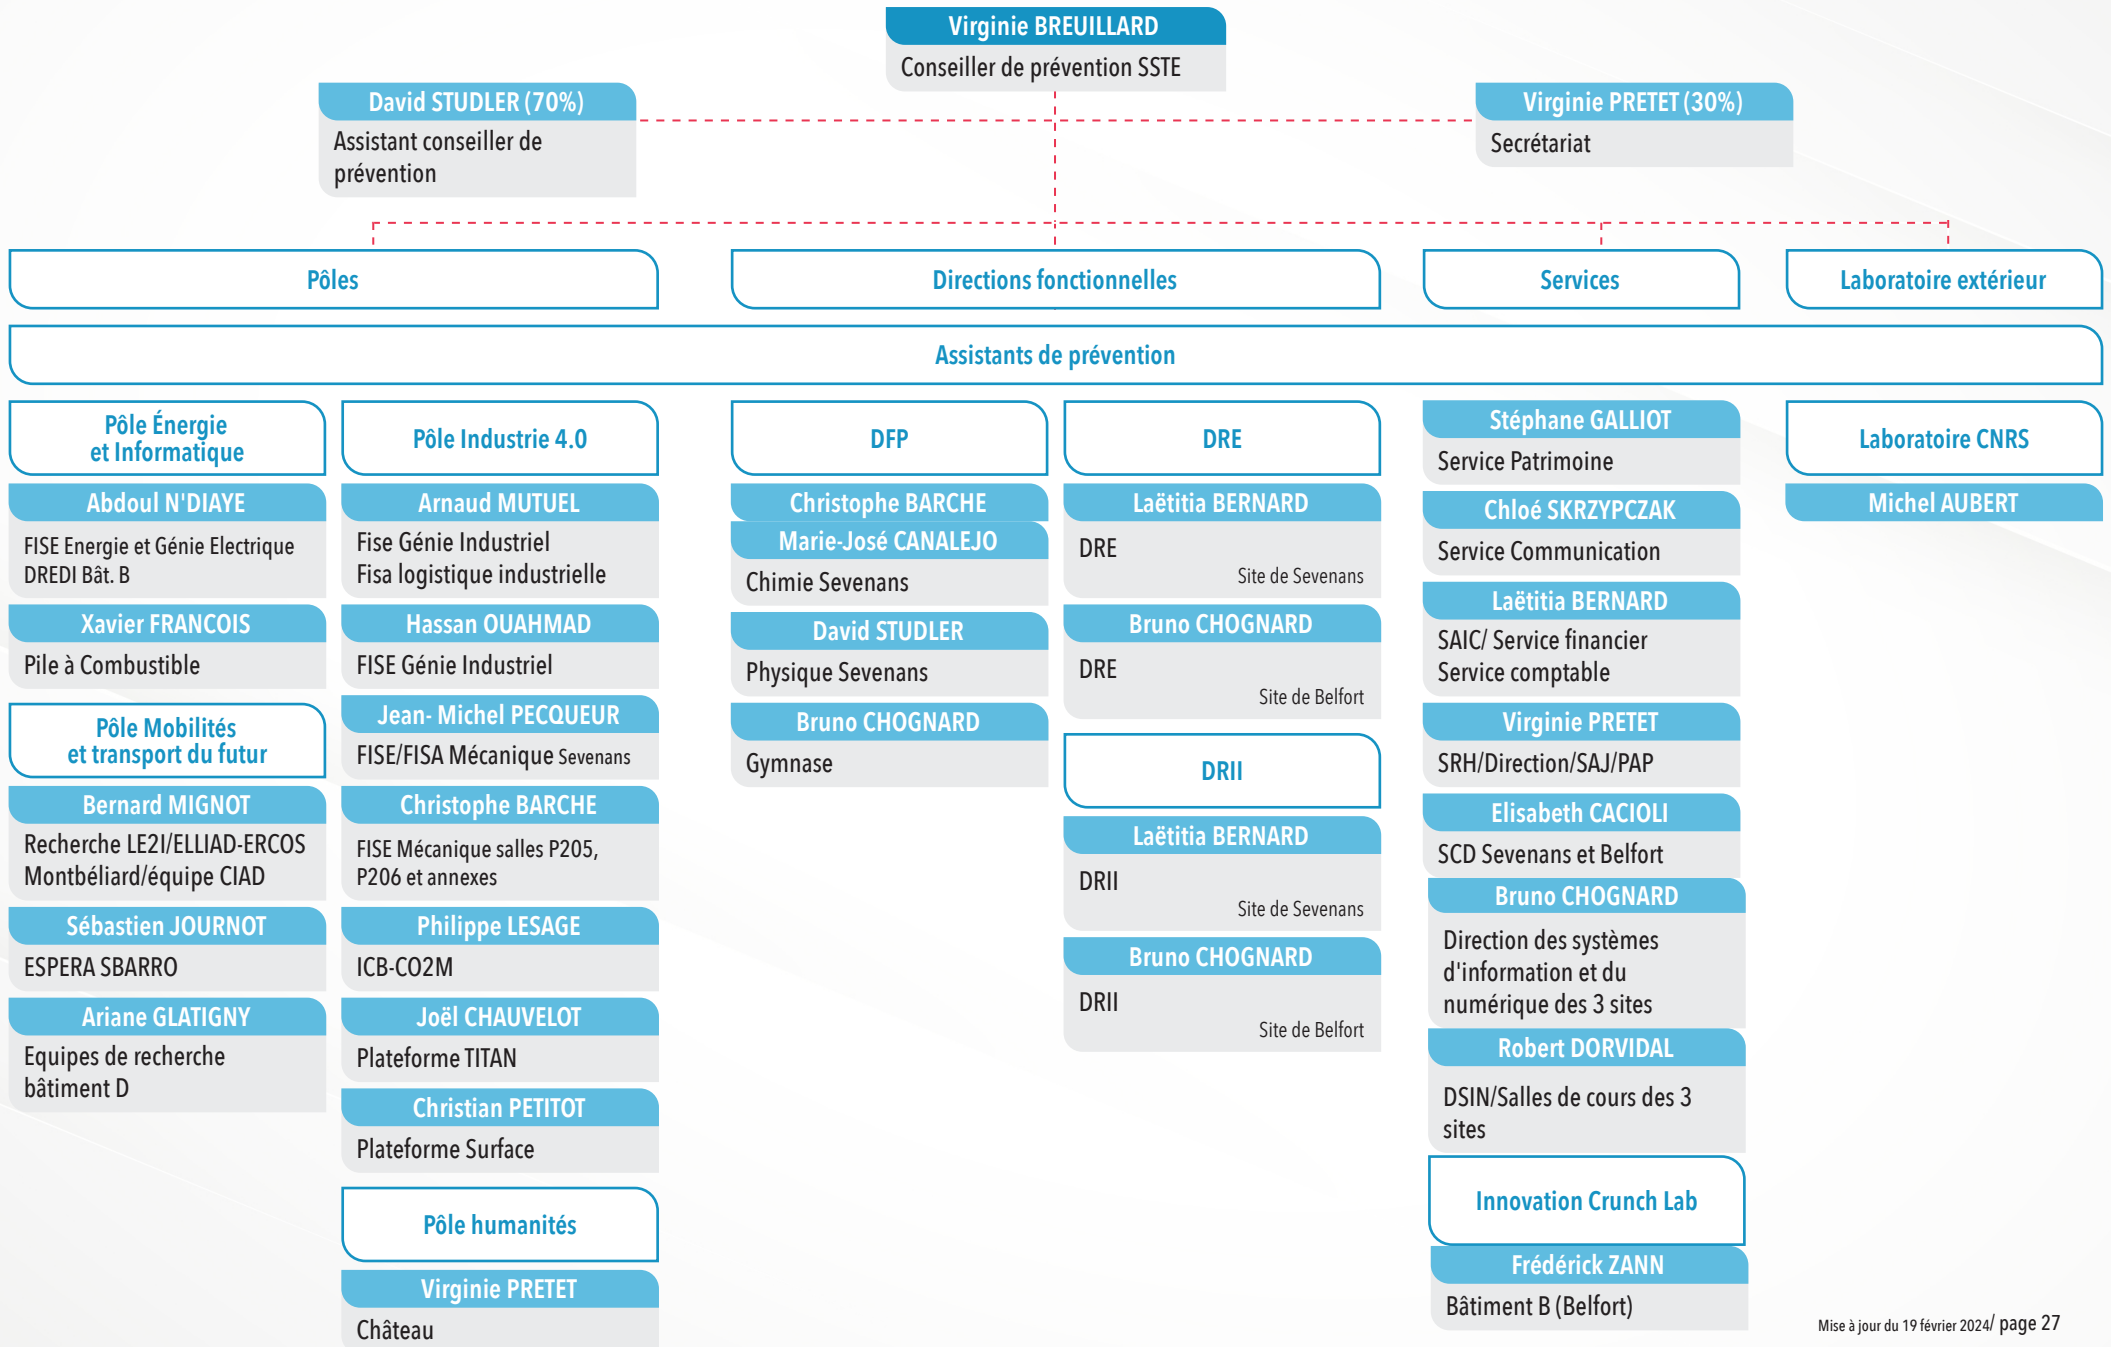 Virginie BREUILLARD
Conseiller de prévention SSTE
David STUDLER (70%)
Assistant conseiller de
prévention
Virginie PRETET (30%)
Secrétariat
Pôles
Directions fonctionnelles
Services
Laboratoire extérieur
Assistants de prévention
Pôle Énergie
et Informatique
Abdoul N'DIAYE
FISE Energie et Génie Electrique
DREDI Bât. B
Xavier FRANCOIS
Pile à Combustible
Pôle Mobilités
et transport du futur
Bernard MIGNOT
Recherche LE2I/ELLIAD-ERCOS
Montbéliard/équipe CIAD
Sébastien JOURNOT
ESPERA SBARRO
Ariane GLATIGNY
Equipes de recherche
bâtiment D
Pôle Industrie 4.0
Arnaud MUTUEL
Fise Génie Industriel
Fisa logistique industrielle
Hassan OUAHMAD
FISE Génie Industriel
Jean- Michel PECQUEUR
FISE/FISA Mécanique Sevenans
Christophe BARCHE
FISE Mécanique salles P205,
P206 et annexes
Philippe LESAGE
ICB-CO2M
Joël CHAUVELOT
Plateforme TITAN
Christian PETITOT
Plateforme Surface
Pôle humanités
Virginie PRETET
Château
DFP
Christophe BARCHE
Marie-José CANALEJO
Chimie Sevenans
David STUDLER
Physique Sevenans
Bruno CHOGNARD
Gymnase
DRE
Laëtitia BERNARD
DRE
Site de Sevenans
Bruno CHOGNARD
DRE
Site de Belfort
DRII
Laëtitia BERNARD
DRII
Site de Sevenans
Bruno CHOGNARD
DRII
Site de Belfort
Stéphane GALLIOT
Service Patrimoine
Chloé SKRZYPCZAK
Service Communication
Laëtitia BERNARD
SAIC/ Service financier
Service comptable
Virginie PRETET
SRH/Direction/SAJ/PAP
Elisabeth CACIOLI
SCD Sevenans et Belfort
Bruno CHOGNARD
Direction des systèmes
d'information et du
numérique des 3 sites
Robert DORVIDAL
DSIN/Salles de cours des 3
sites
Innovation Crunch Lab
Frédérick ZANN
Bâtiment B (Belfort)
Laboratoire CNRS
Michel AUBERT
Mise à jour du 19 février 2024/ page 27